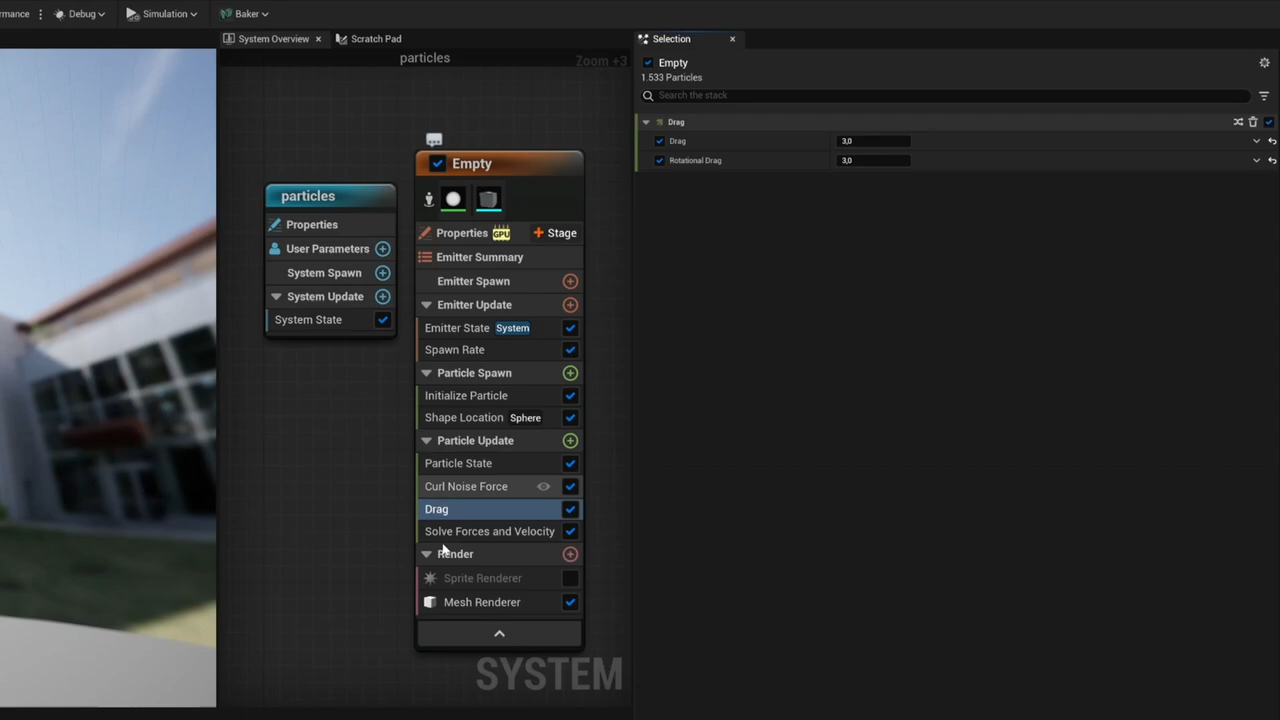 rmance
Debug
Simulation
Baker
System Overview
Scratch Pad
Selection
particles
Zoom +3
Empty
1.533 Particles
Search the stack
Drag
Drag
3,0
Rotational Drag
3,0
Empty
particles
Properties
User Parameters
System Spawn
System Update
System State
Properties GPU Stage
Emitter Summary
Emitter Spawn
Emitter Update
Emitter State System
Spawn Rate
Particle Spawn
Initialize Particle
Shape Location Sphere
Particle Update
Particle State
Curl Noise Force
Drag
Solve Forces and Velocity
Render
Sprite Renderer
Mesh Renderer
SYSTEM